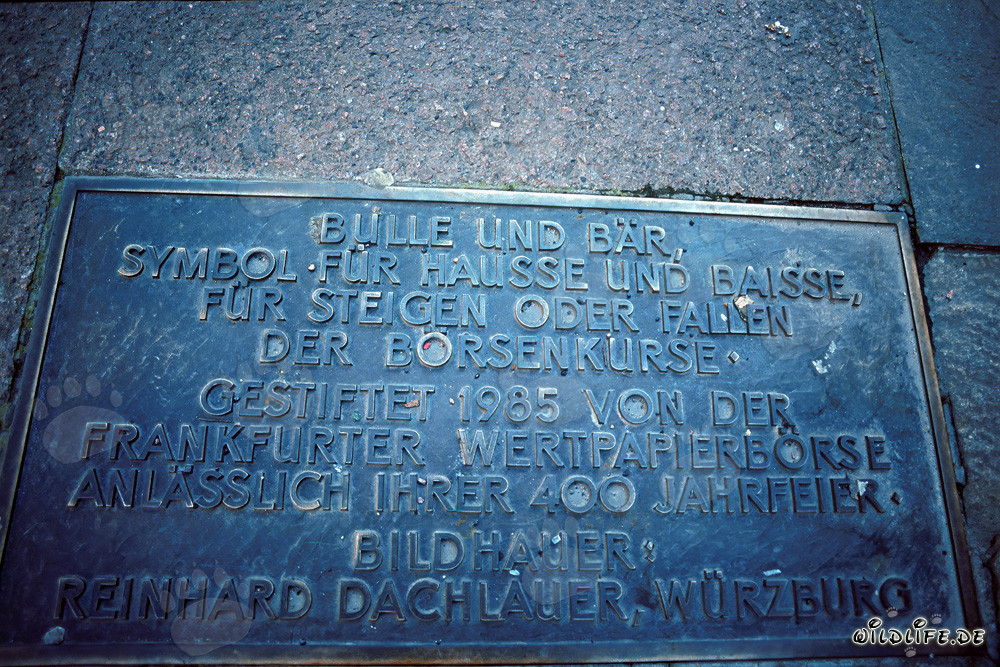 BULLE UND BÄR,
SYMBOL FÜR HAUSSE UND BAISSE,
FÜR STEIGEN ODER FALLEN
DER BÖRSENKURSE.
GESTIFTET 1985 VON DER
FRANKFURTER WERTPAPIERBÖRSE
ANLÄSSLICH IHRER 400 JAHRFEIER.
BILDHAUER:
REINHARD DACHLAUER, WÜRZBURG
WILDLIFE.DE